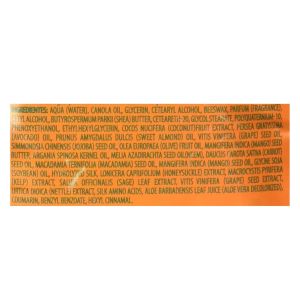 INGREDIENTES: AQUA (WATER), CANOLA OIL, GLYCERIN, CETEARYL ALCOHOL, BEESWAX, PARFUM (FRAGRANCE),
CETYL ALCOHOL, BUTYROSPERMUM PARKII (SHEA) BUTTER, CETEARETH-30, GLYCOL STEARATE, POLYQUATERNIUM-10,
PHENOXYETHANOL, ETHYLHEXYLGLYCERIN, COCOS NUCIFERA (COCONUT) FRUIT EXTRACT, PERSEA GRATISSIMA
(AVOCADO) OIL, PRUNUS AMYGDALUS DULCIS (SWEET ALMOND) OIL, VITIS VINIFERA (GRAPE) SEED OIL,
SIMMONDSIA CHINENSIS (JOJOBA) SEED OIL, OLEA EUROPAEA (OLIVE) FRUIT OIL, MANGIFERA INDICA (MANGO) SEED
BUTTER, ARGANIA SPINOSA KERNEL OIL, MELIA AZADIRACHTA SEED OIL, DAUCUS CAROTA SATIVA (CARROT)
SEED OIL, MACADAMIA TERNIFOLIA SEED OIL, MANGIFERA INDICA (MANGO) SEED OIL, GLYCINE SOJA
(SOYBEAN) OIL, HYDROLYZED SILK, LONICERA CAPRIFOLIUM (HONEYSUCKLE) EXTRACT, MACROCYSTIS PYRIFERA
(KELP) EXTRACT, SALVIA OFFICINALIS (SAGE) LEAF EXTRACT, VITIS VINIFERA (GRAPE) SEED EXTRACT,
URTICA DIOICA (NETTLE) EXTRACT, SILK AMINO ACIDS, ALOE BARBADENSIS LEAF JUICE (ALOE VERA DECOLORIZED),
COUMARIN, BENZYL BENZOATE, HEXYL CINNAMAL.